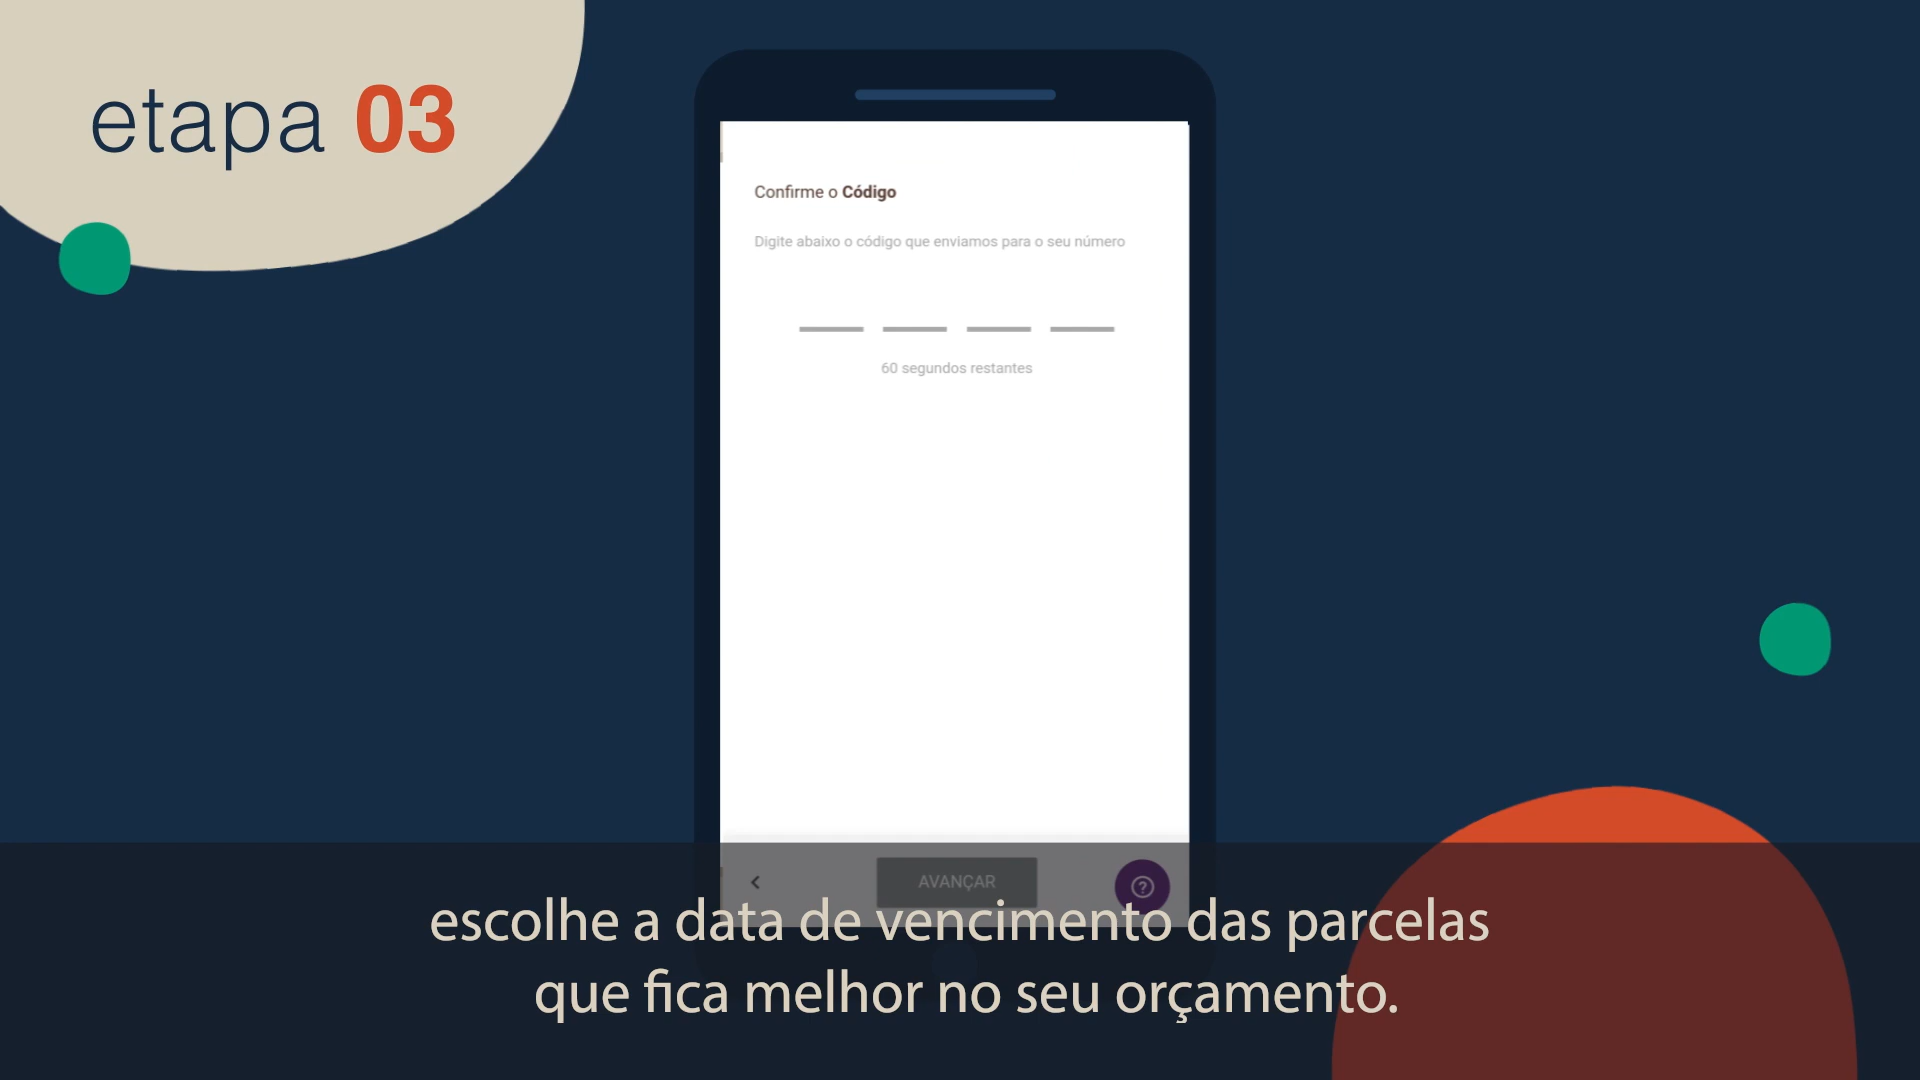 etapa 03
Confirme o Código
Digite abaixo o código que enviamos para o seu número
60 segundos restantes
AVANÇAR
escolhe a data de vencimento das parcelas
que fica melhor no seu orçamento.